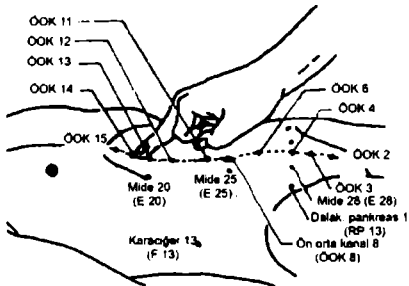 ÖOK 11
ÖOK 12
ÖOK 13
ÖOK 14
ÖOK 15
ÖOK 6
ÖOK 4
ÖOK 2
ÖOK 3
Mide 20
(E 20)
Mide 25
(E 25)
Mide 28 (E 28)
Dalak pankreas 1
(RP 13)
Karaciğer 13
(F 13)
Ön orta kanal 8
(ÖOK 8)